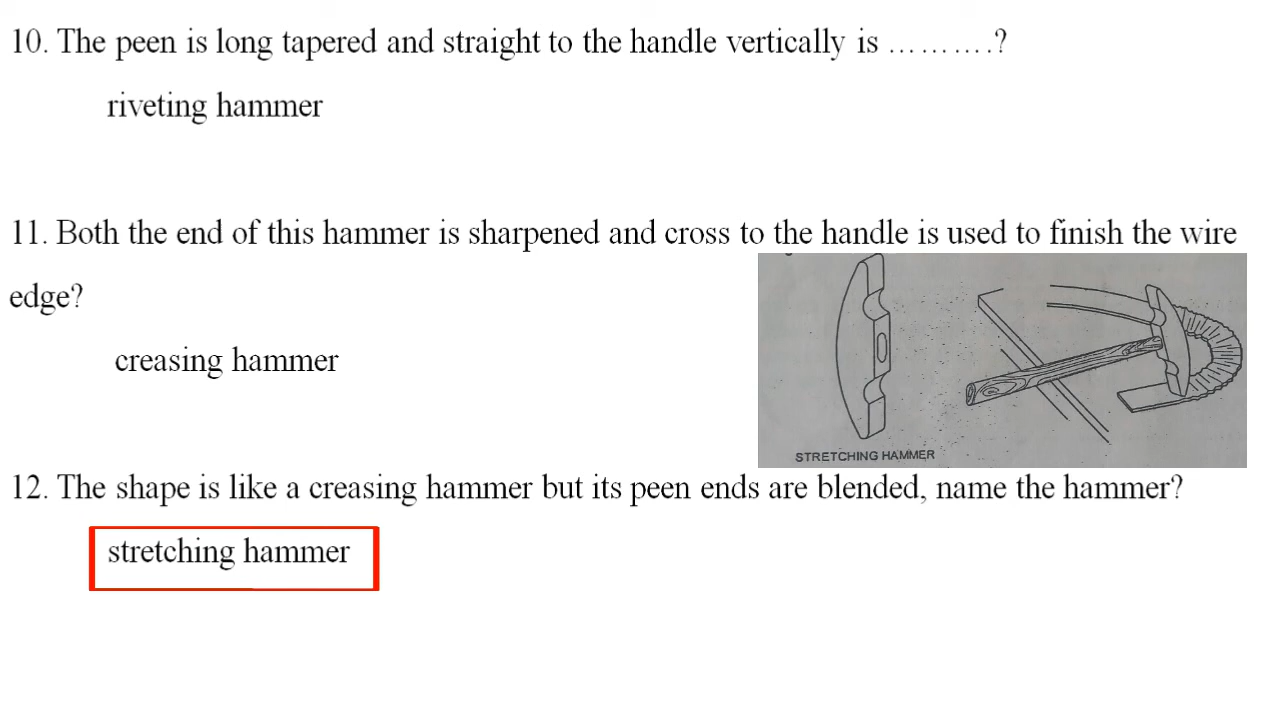 10. The peen is long tapered and straight to the handle vertically is ……….?
riveting hammer
11. Both the end of this hammer is sharpened and cross to the handle is used to finish the wire
edge?
creasing hammer
STRETCHING HAMMER
12. The shape is like a creasing hammer but its peen ends are blended, name the hammer?
stretching hammer